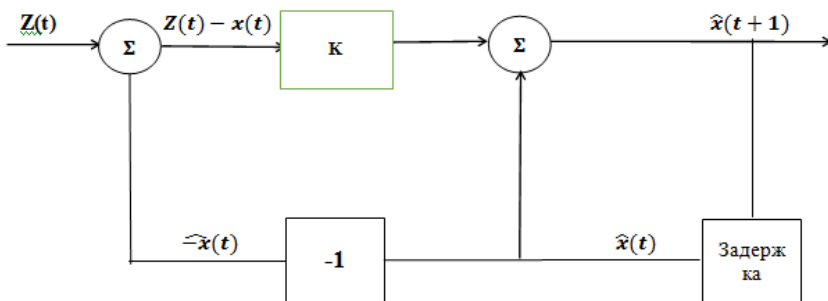 Z(t)
Σ
Z(t) − x(t)
K
Σ
x̂(t + 1)
−x̂(t)
-1
x̂(t)
Задерж
ка